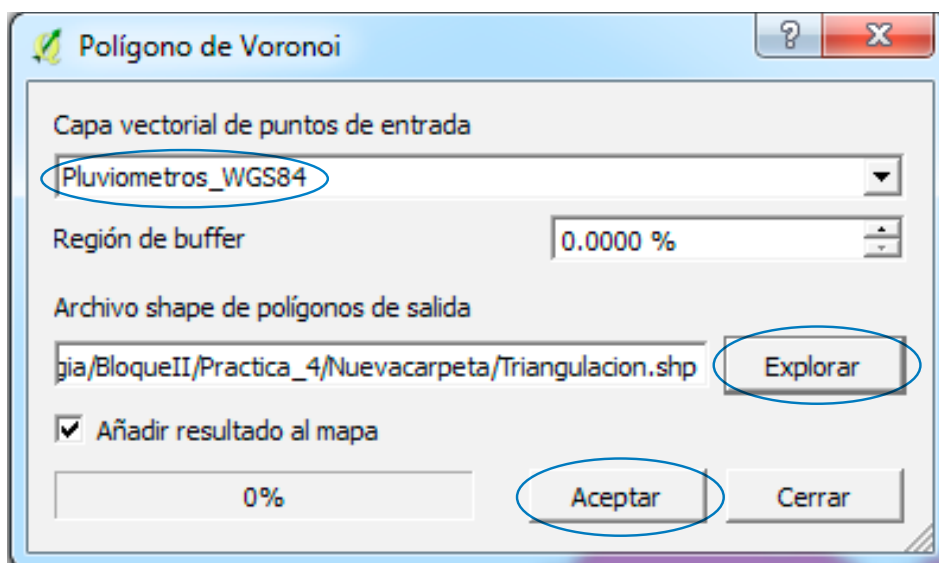 Polígono de Voronoi
Capa vectorial de puntos de entrada
Pluviometros_WGS84
Región de buffer 0.0000 %
Archivo shape de polígonos de salida
gia/BloqueII/Practica_4/Nuevacarpeta/Triangulacion.shp Explorar
Añadir resultado al mapa
0% Aceptar Cerrar